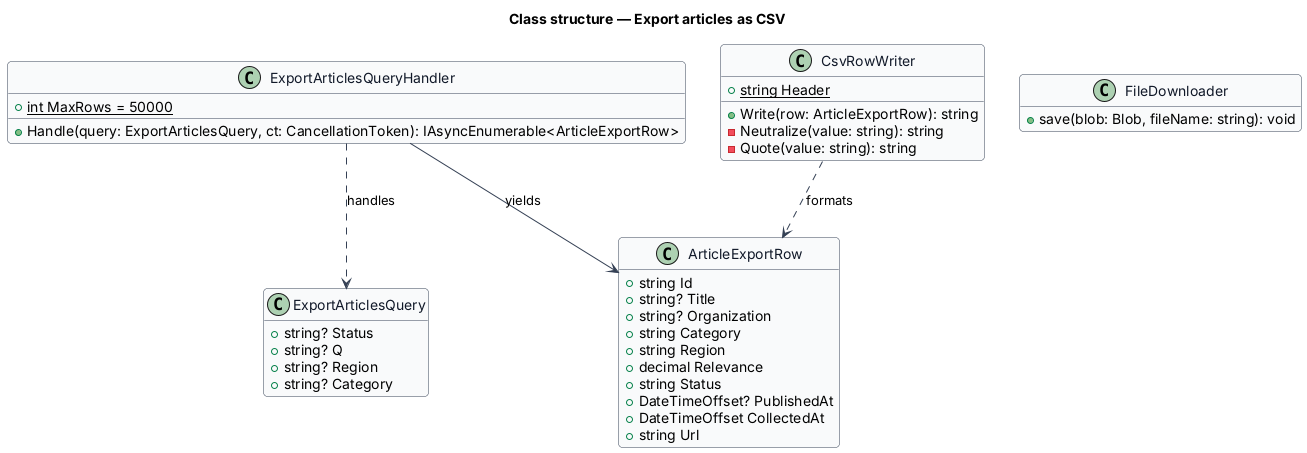 Class structure — Export articles as CSV
C ExportArticlesQueryHandler
int MaxRows = 50000
Handle(query: ExportArticlesQuery, ct: CancellationToken): IAsyncEnumerable<ArticleExportRow>
C CsvRowWriter
string Header
Write(row: ArticleExportRow): string
Neutralize(value: string): string
Quote(value: string): string
C FileDownloader
save(blob: Blob, fileName: string): void
handles
yields
formats
C ExportArticlesQuery
string? Status
string? Q
string? Region
string? Category
C ArticleExportRow
string Id
string? Title
string? Organization
string Category
string Region
decimal Relevance
string Status
DateTimeOffset? PublishedAt
DateTimeOffset CollectedAt
string Url